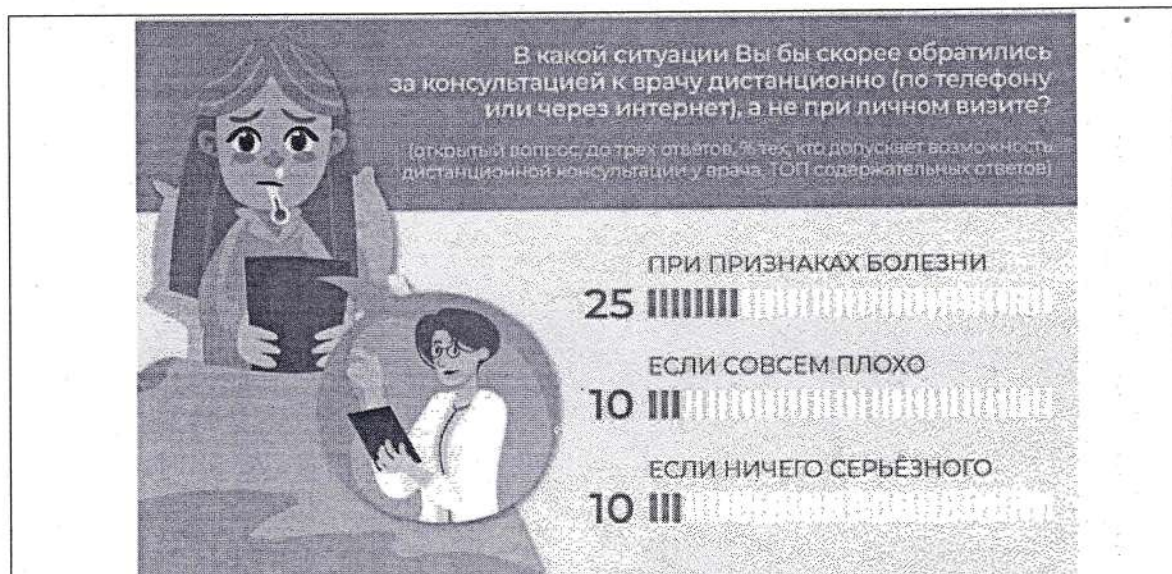 В какой ситуации Вы бы скорее обратились
за консультацией к врачу дистанционно (по телефону
или через интернет), а не при личном визите?
(открытый вопрос, до трех ответов, % тех, кто допускает возможность
дистанционной консультации у врача, ТОП содержательных ответов)
ПРИ ПРИЗНАКАХ БОЛЕЗНИ
25
ЕСЛИ СОВСЕМ ПЛОХО
10
ЕСЛИ НИЧЕГО СЕРЬЁЗНОГО
10